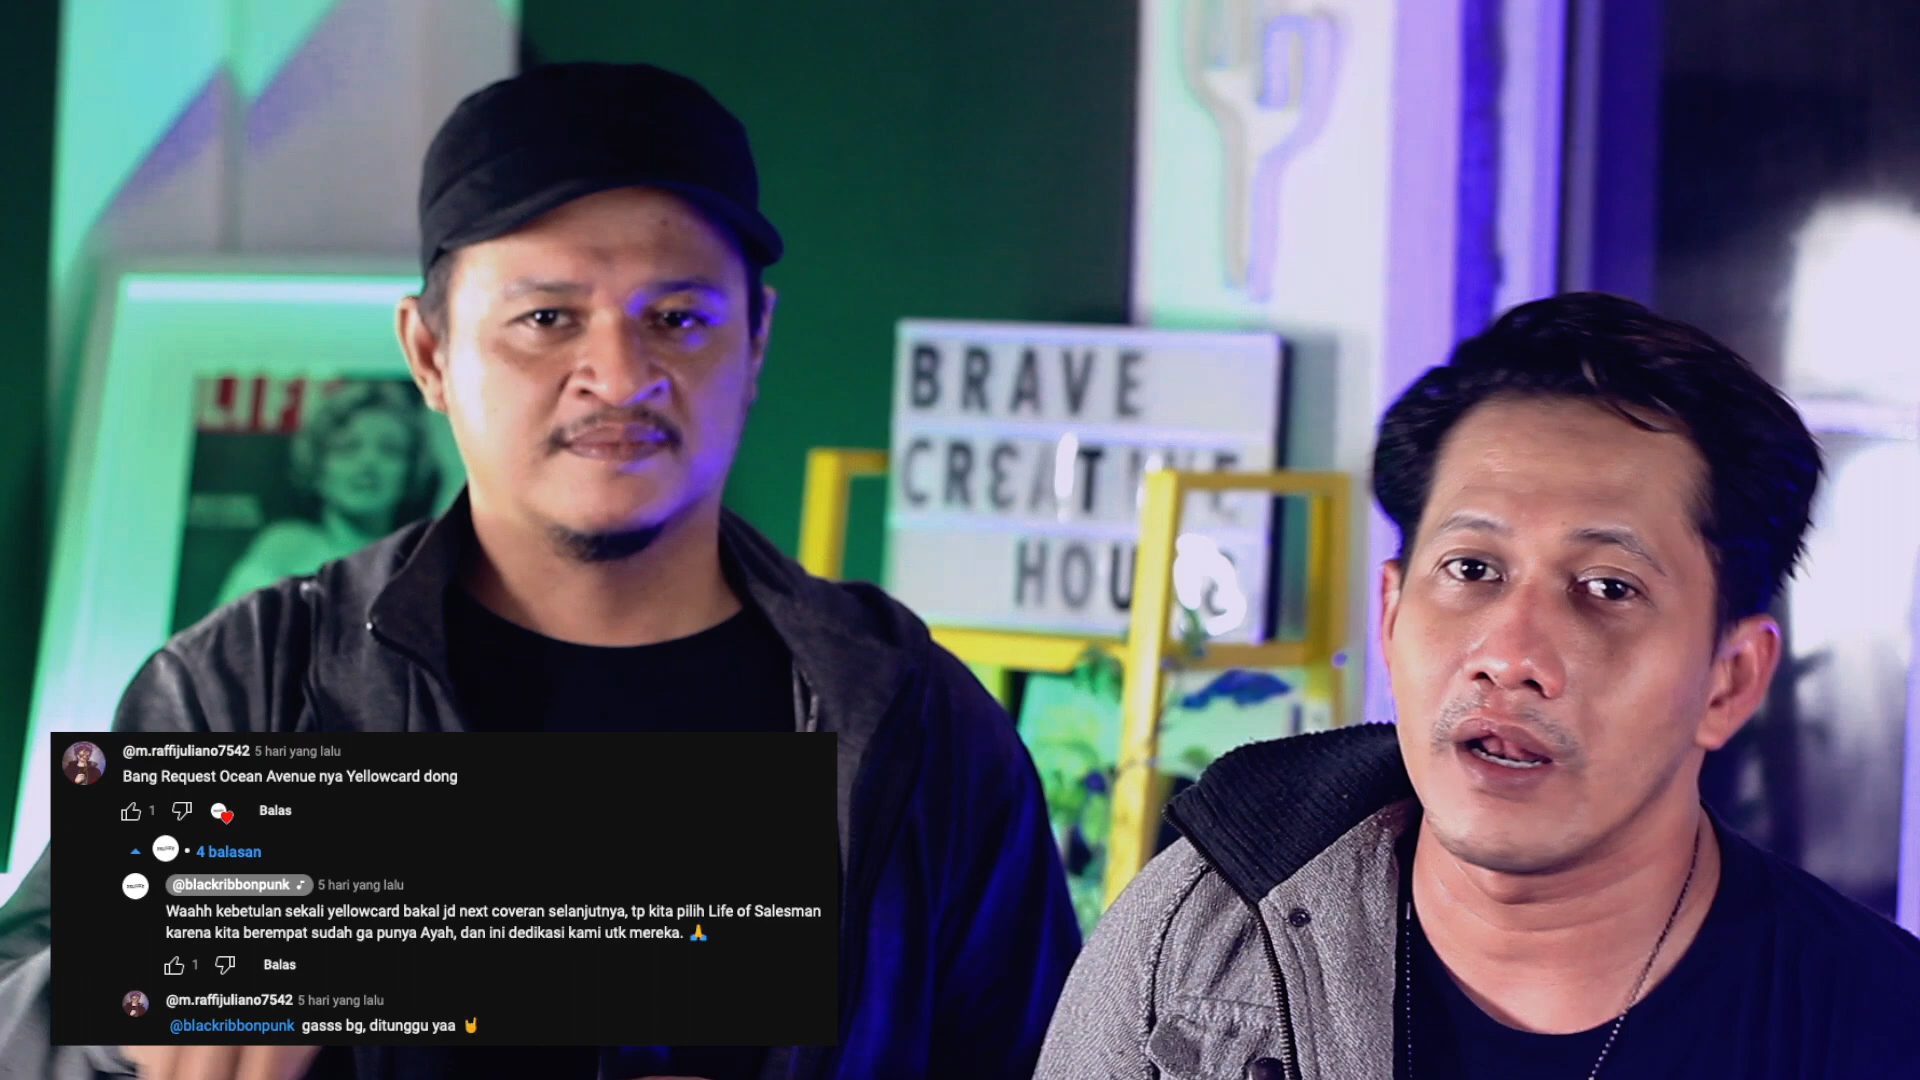 LIFE
BRAVE
CREATIVE
HOUSE
@m.raffijuliano7542 5 hari yang lalu
Bang Request Ocean Avenue nya Yellowcard dong
1 Balas
• 4 balasan
@blackribbonpunk 5 hari yang lalu
Waahh kebetulan sekali yellowcard bakal jd next coveran selanjutnya, tp kita pilih Life of Salesman
karena kita berempat sudah ga punya Ayah, dan ini dedikasi kami utk mereka. 🙏
1 Balas
@m.raffijuliano7542 5 hari yang lalu
@blackribbonpunk gasss bg, ditunggu yaa 🤘